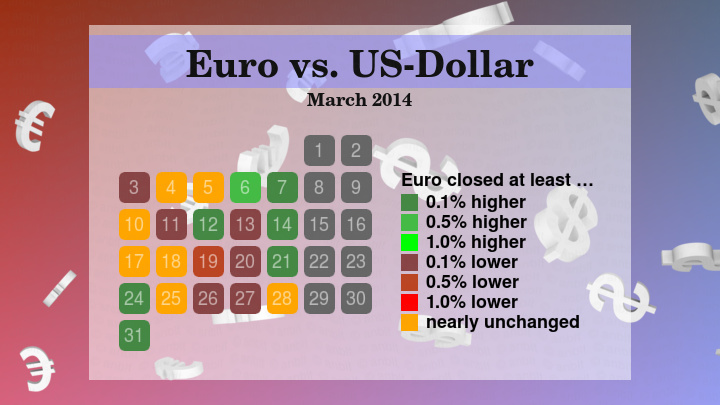 Euro vs. US-Dollar
March 2014
1 2
3 4 5 6 7 8 9
10 11 12 13 14 15 16
17 18 19 20 21 22 23
24 25 26 27 28 29 30
31
Euro closed at least ...
0.1% higher
0.5% higher
1.0% higher
0.1% lower
0.5% lower
1.0% lower
nearly unchanged